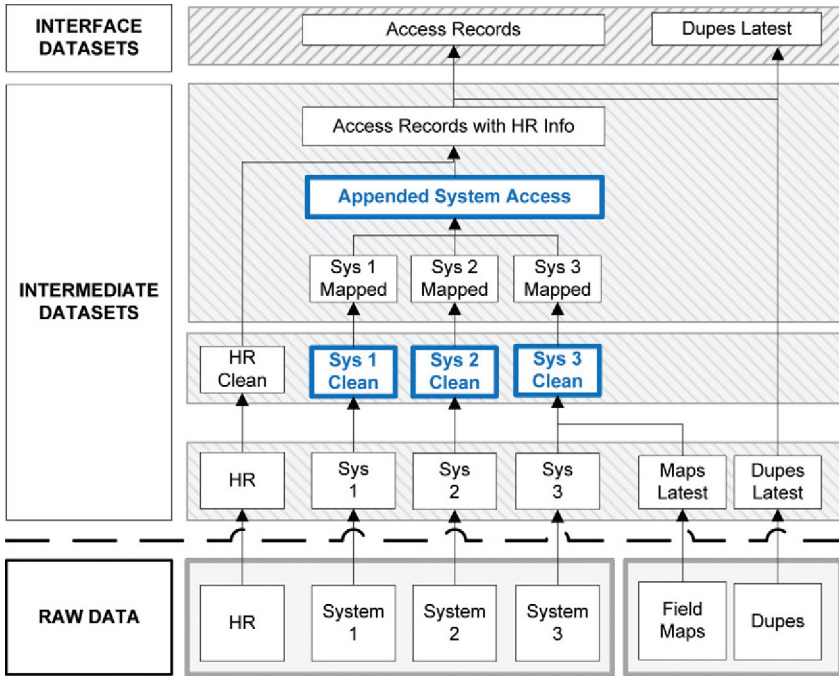 INTERFACE
DATASETS
Access Records
Dupes Latest
INTERMEDIATE
DATASETS
Access Records with HR Info
Appended System Access
Sys 1
Mapped
Sys 2
Mapped
Sys 3
Mapped
HR
Clean
Sys 1
Clean
Sys 2
Clean
Sys 3
Clean
HR
Sys
1
Sys
2
Sys
3
Maps
Latest
Dupes
Latest
RAW DATA
HR
System
1
System
2
System
3
Field
Maps
Dupes